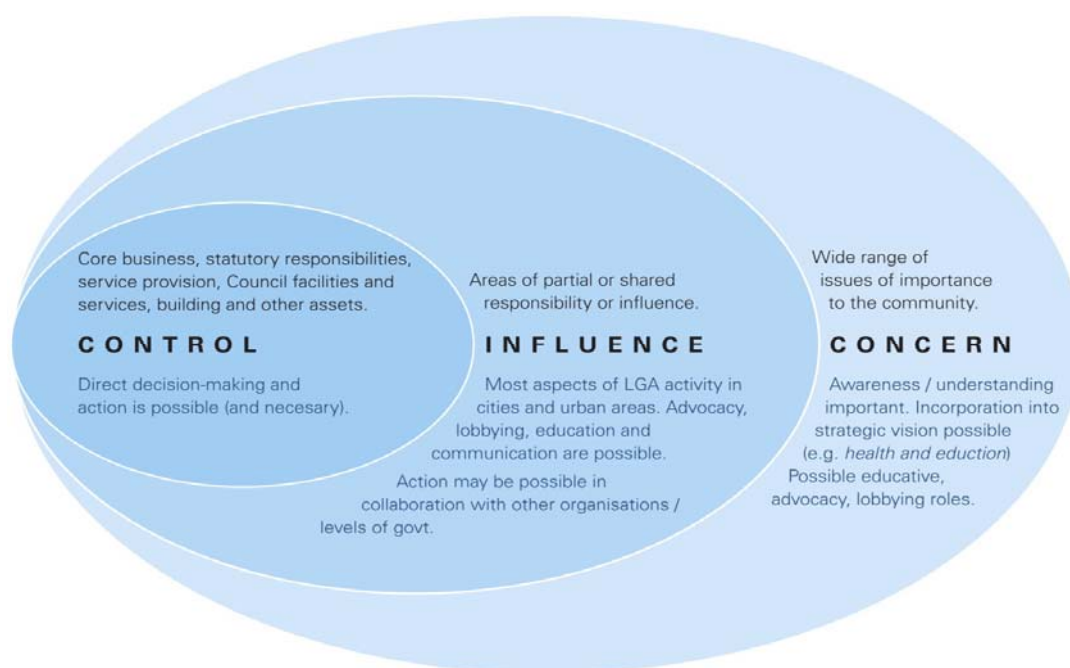 Core business, statutory responsibilities,
service provision, Council facilities and
services, building and other assets.
CONTROL
Direct decision-making and
action is possible (and necesary).
Areas of partial or shared
responsibility or influence.
INFLUENCE
Most aspects of LGA activity in
cities and urban areas. Advocacy,
lobbying, education and
communication are possible.
Action may be possible in
collaboration with other organisations /
levels of govt.
Wide range of
issues of importance
to the community.
CONCERN
Awareness / understanding
important. Incorporation into
strategic vision possible
(e.g. health and eduction)
Possible educative,
advocacy, lobbying roles.